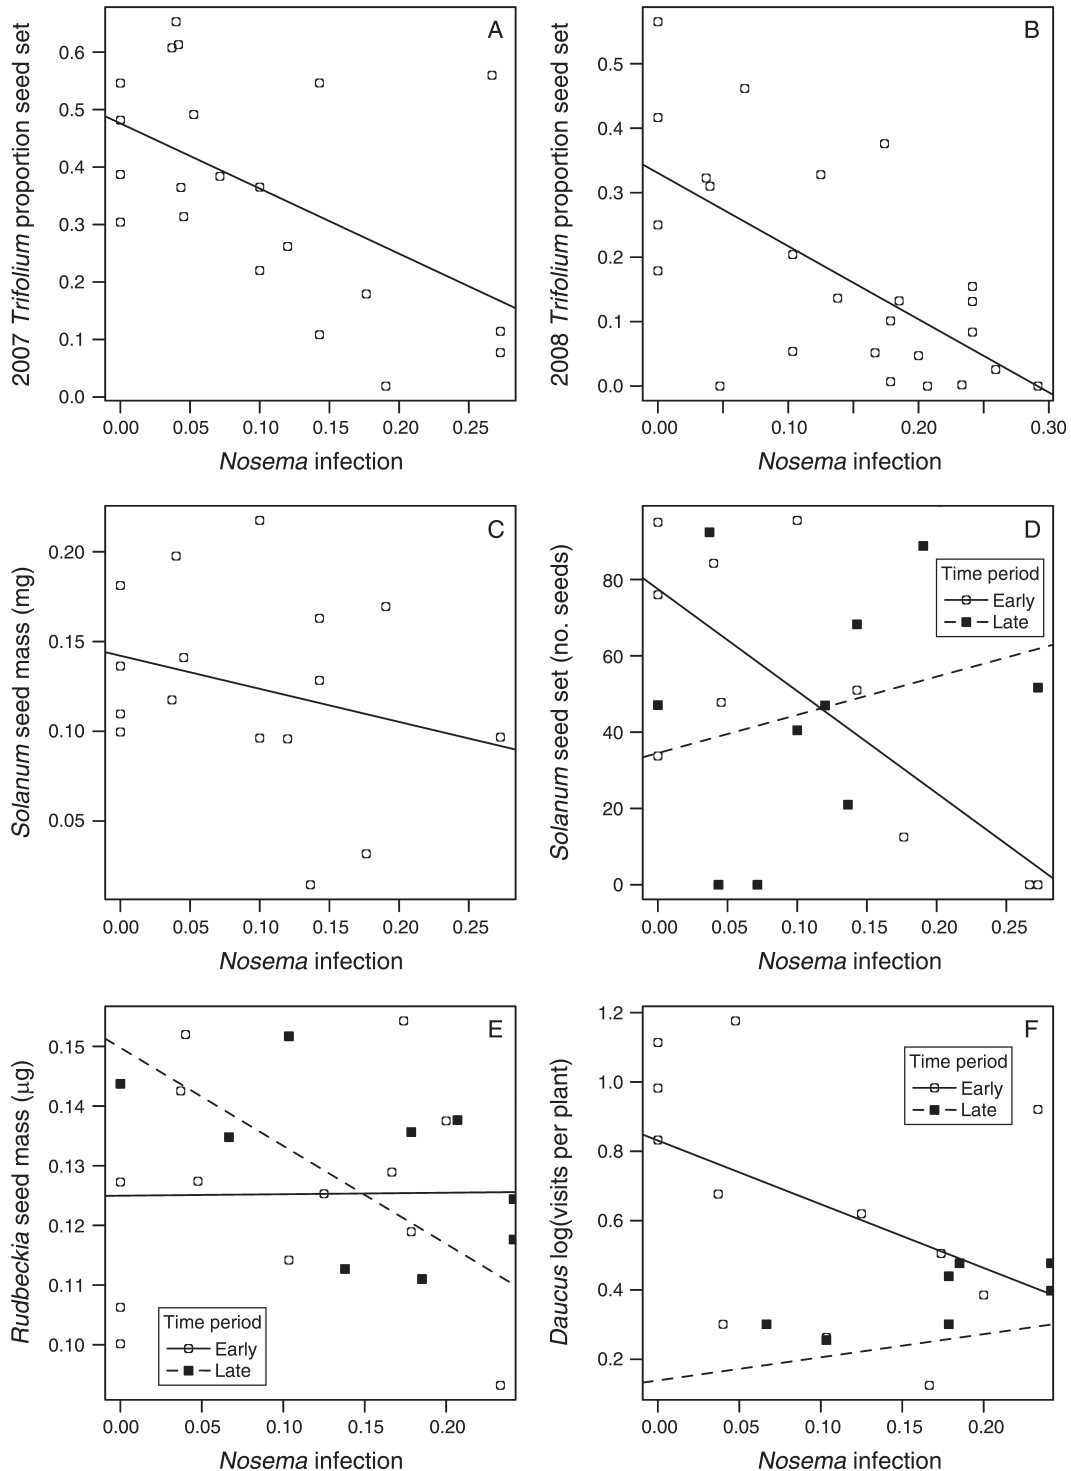 A
2007 Trifolium proportion seed set
0.6
0.5
0.4
0.3
0.2
0.1
0.0
0.00 0.05 0.10 0.15 0.20 0.25
Nosema infection
B
2008 Trifolium proportion seed set
0.5
0.4
0.3
0.2
0.1
0.0
0.00 0.10 0.20 0.30
Nosema infection
C
Solanum seed mass (mg)
0.20
0.15
0.10
0.05
0.00 0.05 0.10 0.15 0.20 0.25
Nosema infection
D
Solanum seed set (no. seeds)
80
60
40
20
0
Time period
Early
Late
0.00 0.05 0.10 0.15 0.20 0.25
Nosema infection
E
Rudbeckia seed mass (µg)
0.15
0.14
0.13
0.12
0.11
0.10
Time period
Early
Late
0.00 0.05 0.10 0.15 0.20
Nosema infection
F
Daucus log(visits per plant)
1.2
1.0
0.8
0.6
0.4
0.2
Time period
Early
Late
0.00 0.05 0.10 0.15 0.20
Nosema infection